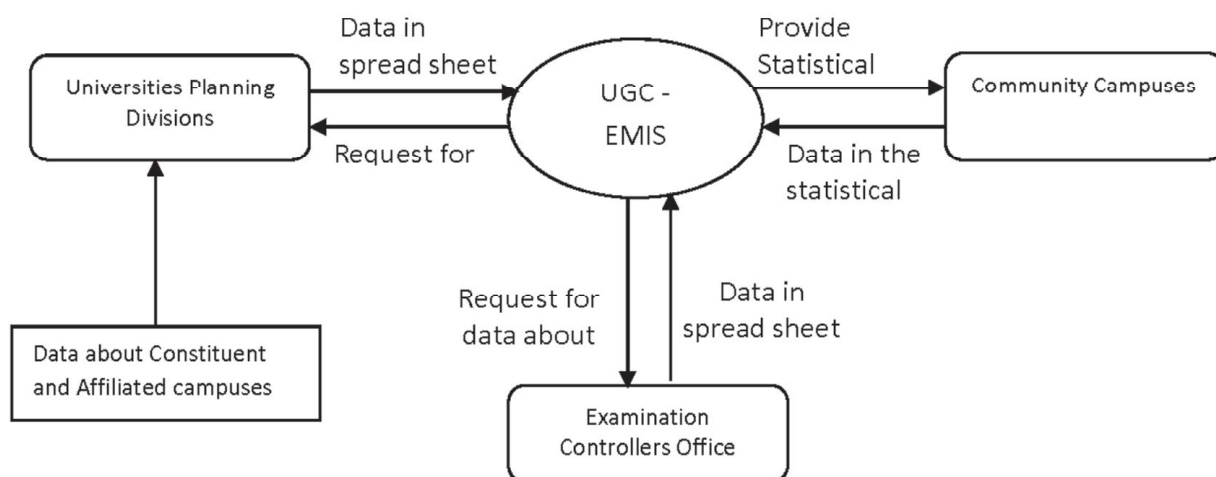 Data in
spread sheet
Provide
Statistical
Universities Planning
Divisions
UGC -
EMIS
Community Campuses
Request for
Data in the
statistical
Request for
data about
Data in
spread sheet
Data about Constituent
and Affiliated campuses
Examination
Controllers Office